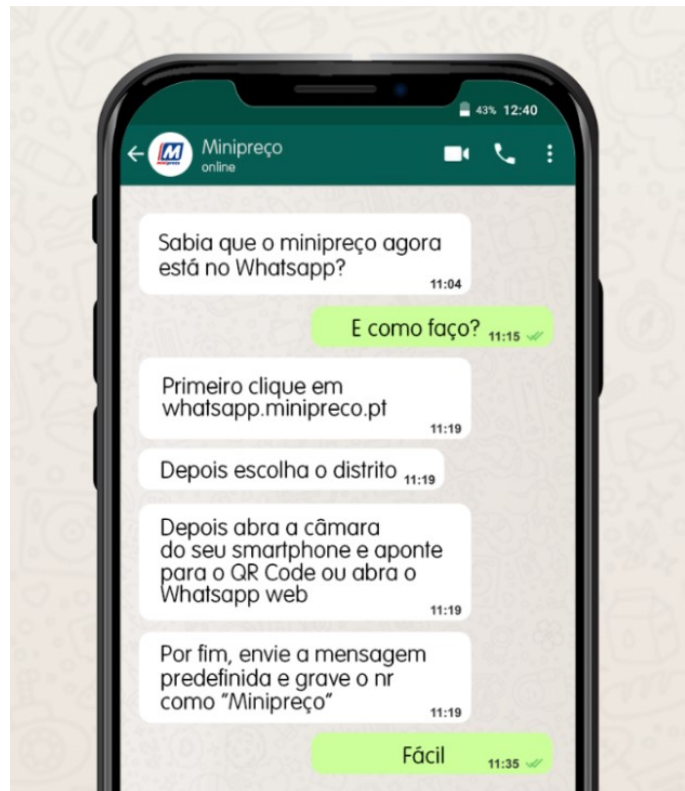 43% 12:40
Minipreço
online
Sabia que o minipreço agora
está no Whatsapp?
11:04
E como faço? 11:15
Primeiro clique em
whatsapp.minipreco.pt
11:19
Depois escolha o distrito 11:19
Depois abra a câmara
do seu smartphone e aponte
para o QR Code ou abra o
Whatsapp web
11:19
Por fim, envie a mensagem
predefinida e grave o nr
como “Minipreço”
11:19
Fácil 11:35